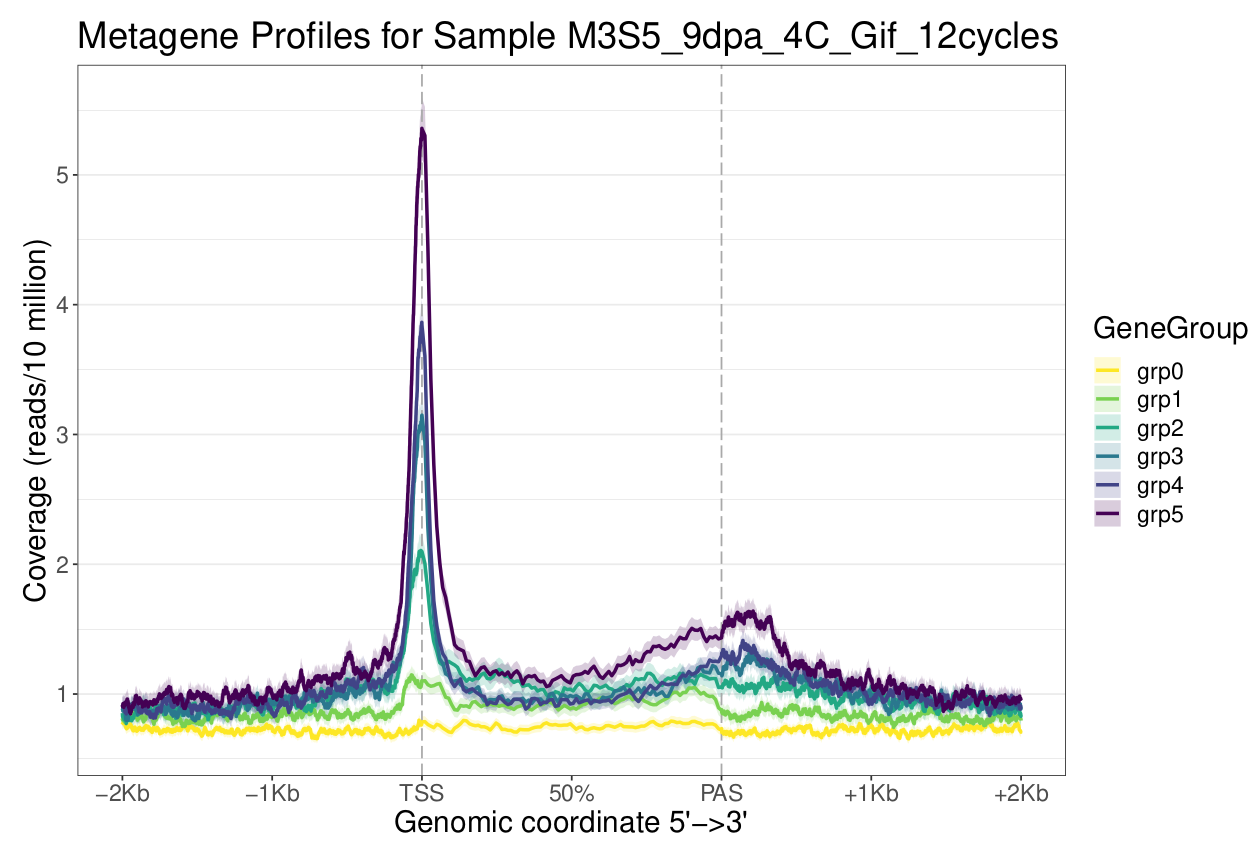 Metagene Profiles for Sample M3S5_9dpa_4C_Gif_12cycles
Coverage (reads/10 million)
5
4
3
2
1
−2Kb
−1Kb
TSS
50%
PAS
+1Kb
+2Kb
Genomic coordinate 5'−>3'
GeneGroup
grp0
grp1
grp2
grp3
grp4
grp5